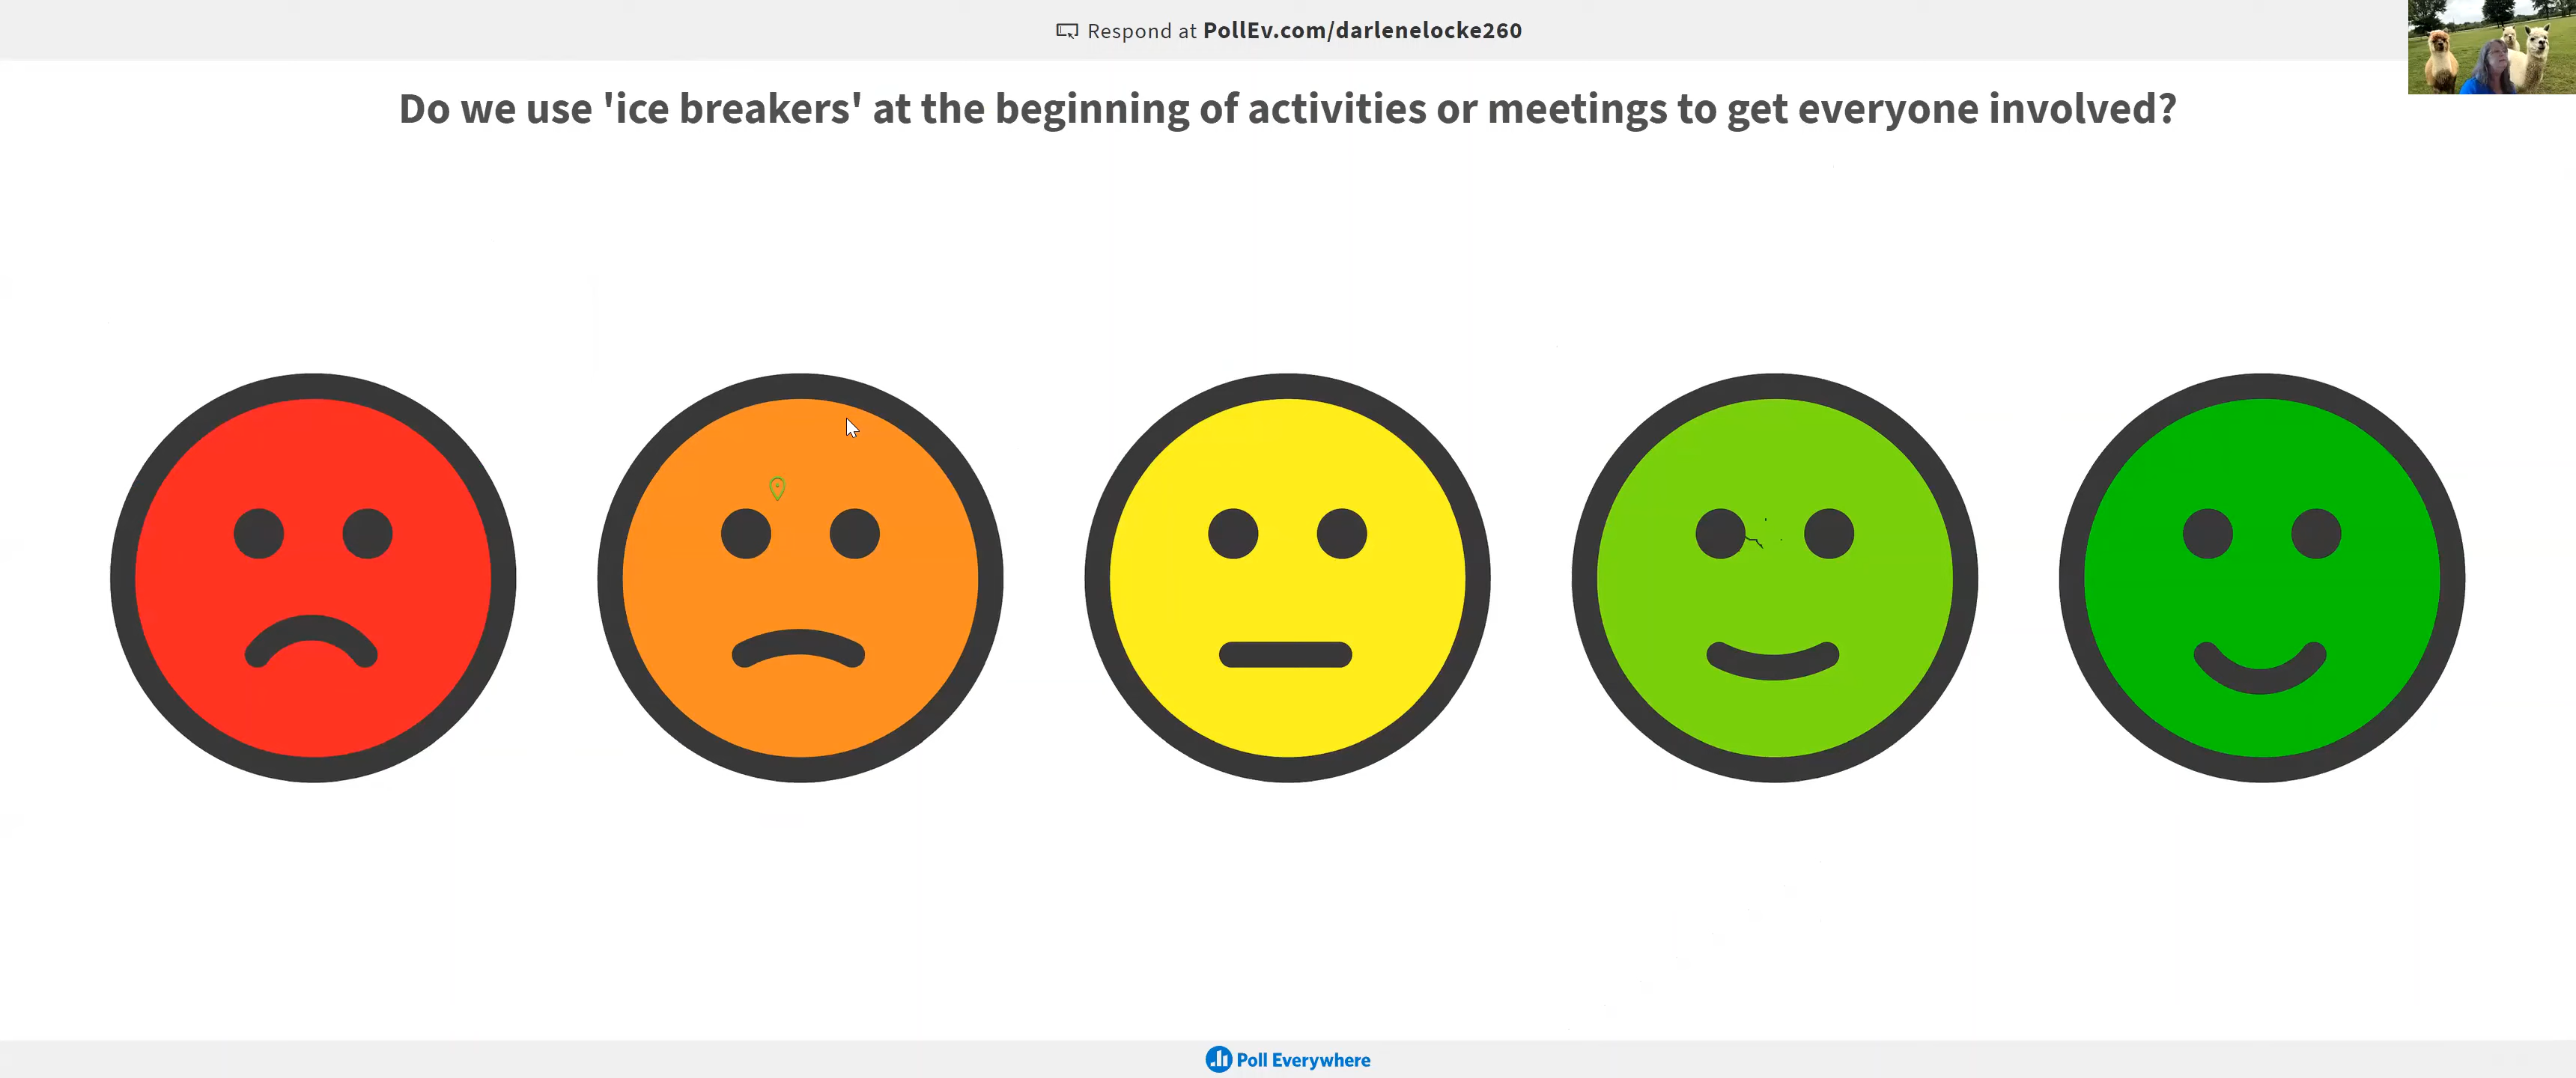 Respond at PollEv.com/darlenelocke260
Do we use 'ice breakers' at the beginning of activities or meetings to get everyone involved?
Poll Everywhere